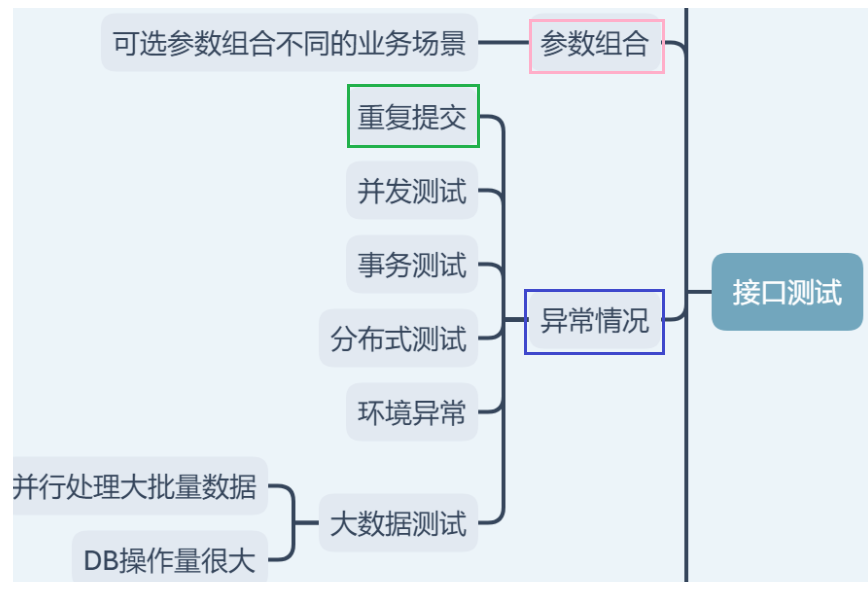 可选参数组合不同的业务场景
参数组合
重复提交
并发测试
事务测试
接口测试
异常情况
分布式测试
环境异常
并行处理大批量数据
大数据测试
DB操作量很大